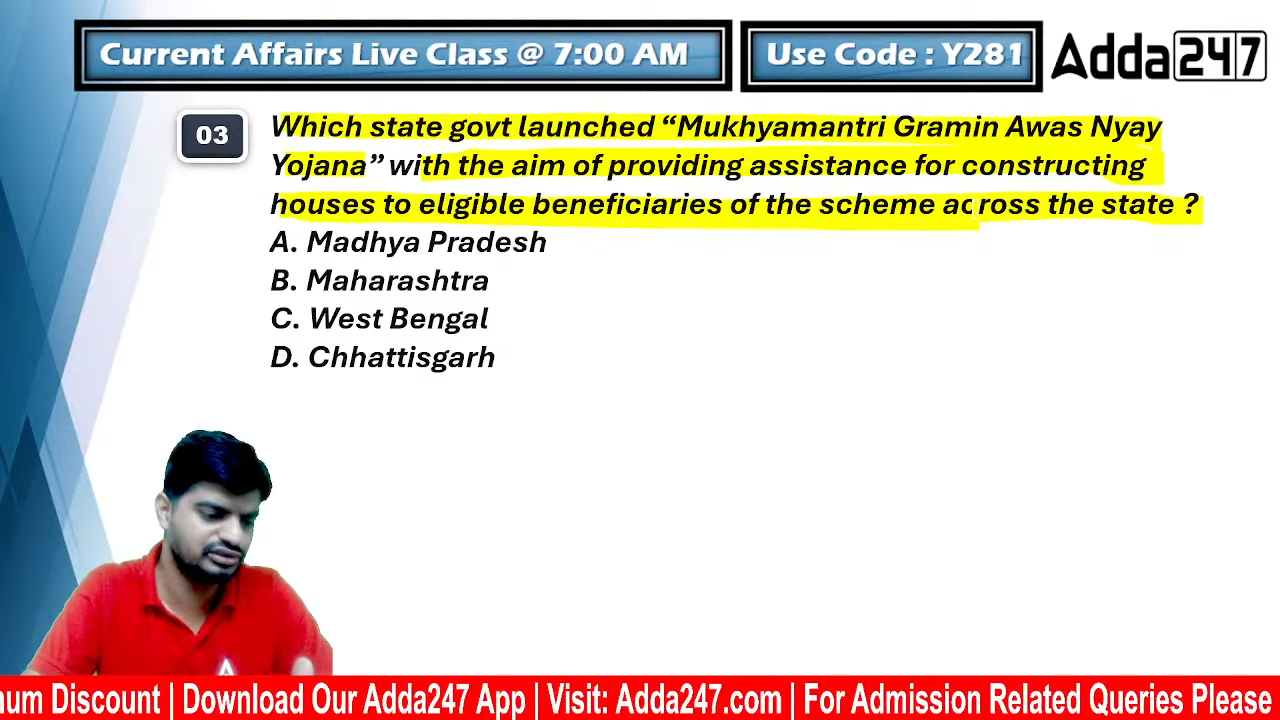 Current Affairs Live Class @ 7:00 AM
Use Code : Y281
Adda247
03
Which state govt launched “Mukhyamantri Gramin Awas Nyay
Yojana” with the aim of providing assistance for constructing
houses to eligible beneficiaries of the scheme across the state ?
A. Madhya Pradesh
B. Maharashtra
C. West Bengal
D. Chhattisgarh
Discount | Download Our Adda247 App | Visit: Adda247.com | For Admission Related Queries Please